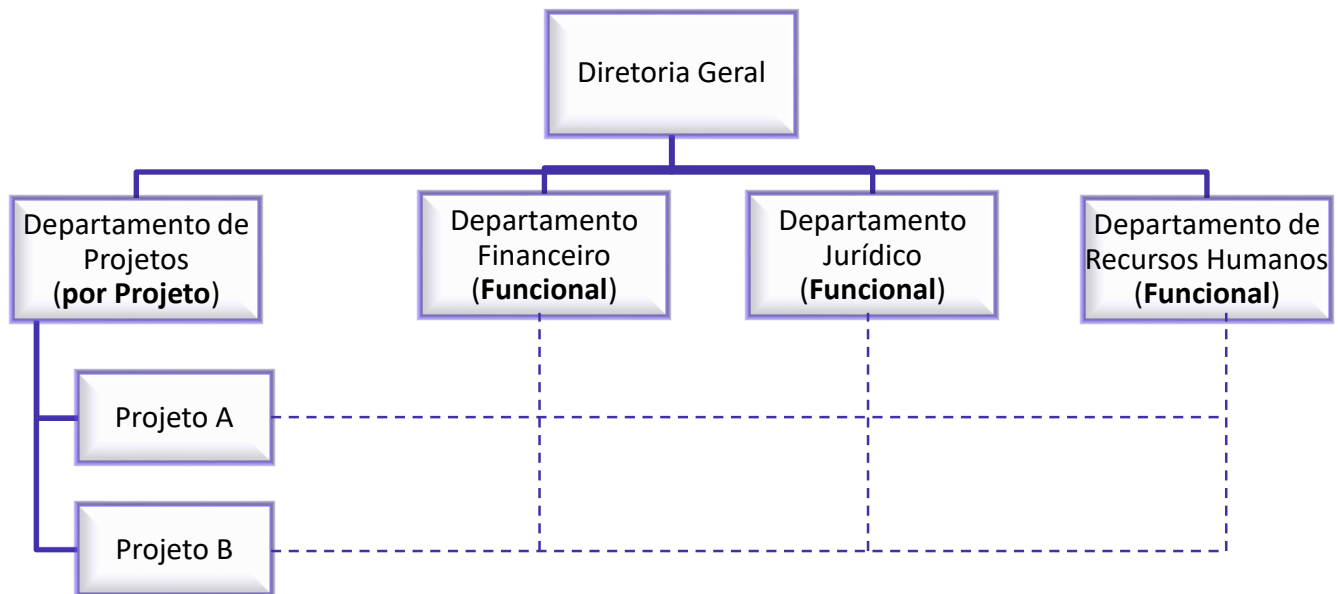 Diretoria Geral
Departamento de
Projetos
(por Projeto)
Departamento
Financeiro
(Funcional)
Departamento
Jurídico
(Funcional)
Departamento de
Recursos Humanos
(Funcional)
Projeto A
Projeto B